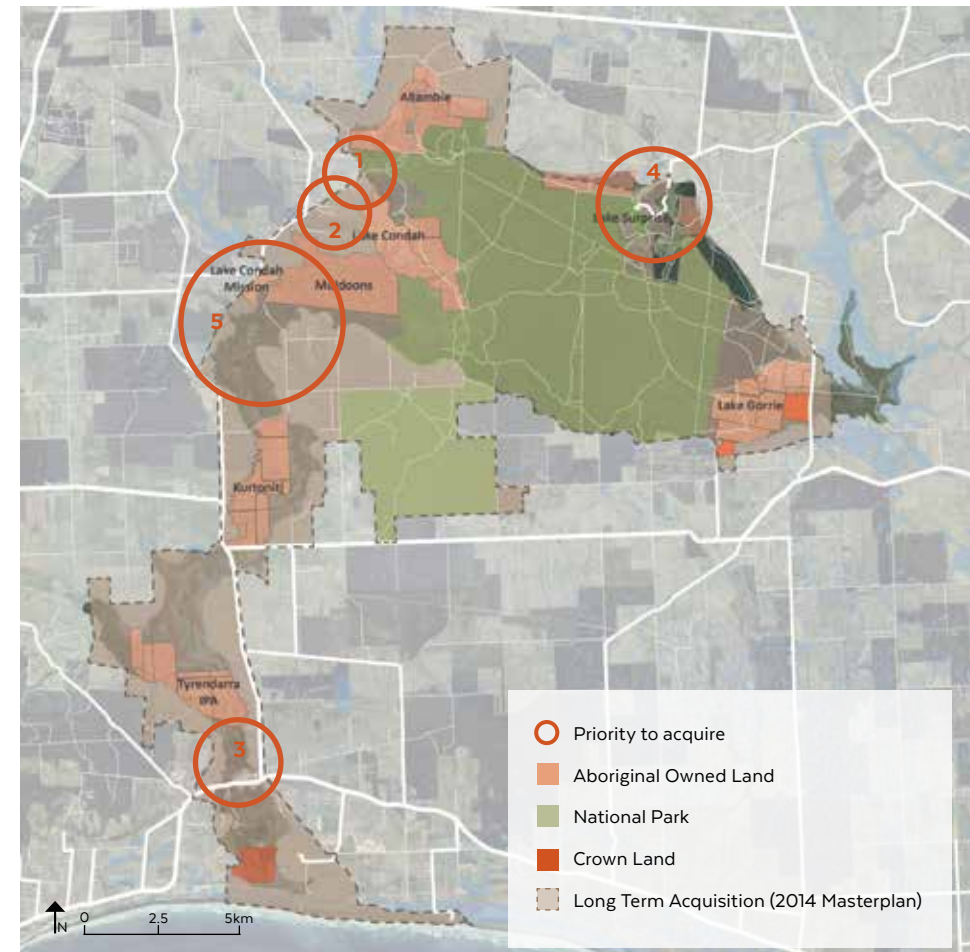 Allambie
1
4
2
Lake Condah
Lake Surprise
Lake Condah
Mission
Muldoons
5
Lake Gorrie
Kurtonitj
Tyrendarra
IPA
3
Priority to acquire
Aboriginal Owned Land
National Park
Crown Land
Long Term Acquisition (2014 Masterplan)
N
0 2.5 5km